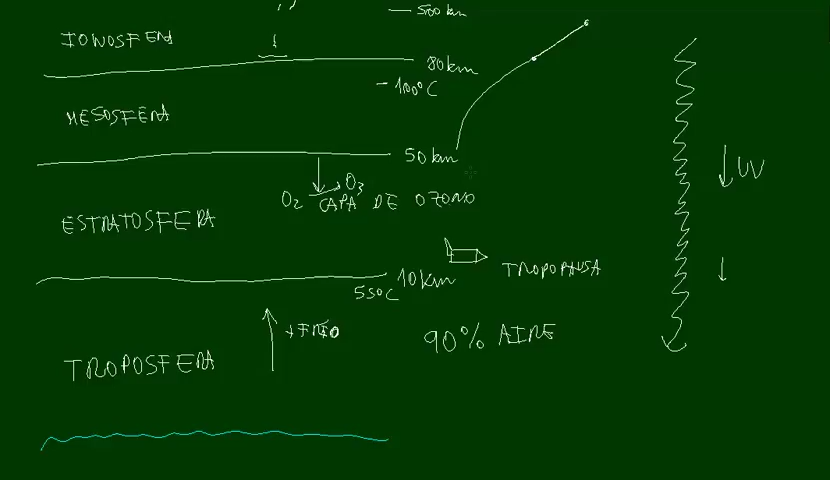 500 km
IONOSFERA
80 km
-100°C
MESOSFERA
50 km
O2 O3
CAPA DE OZONO
UV
ESTRATOSFERA
TROPOPAUSA
10 km
55°C
+ FRÍO
90% AIRE
TROPOSFERA